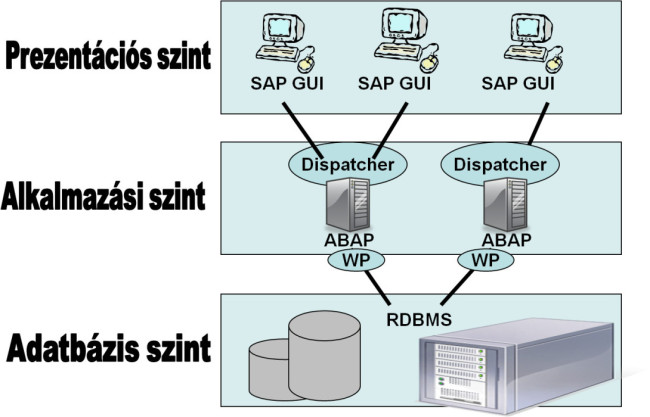 Prezentációs szint
SAP GUI SAP GUI SAP GUI
Alkalmazási szint
Dispatcher Dispatcher
ABAP ABAP
WP WP
Adatbázis szint
RDBMS